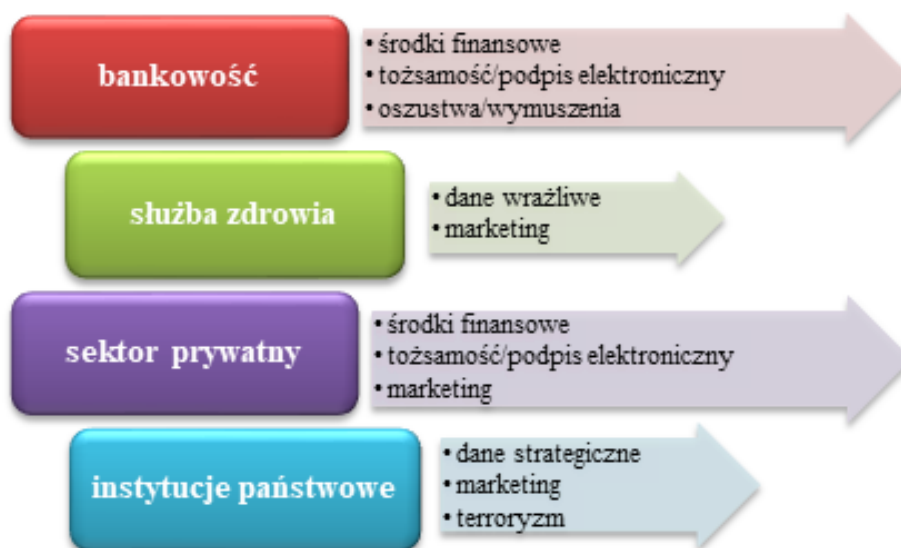 bankowość
• środki finansowe
• tożsamość/podpis elektroniczny
• oszustwa/wymuszenia
służba zdrowia
• dane wrażliwe
• marketing
sektor prywatny
• środki finansowe
• tożsamość/podpis elektroniczny
• marketing
instytucje państwowe
• dane strategiczne
• marketing
• terroryzm